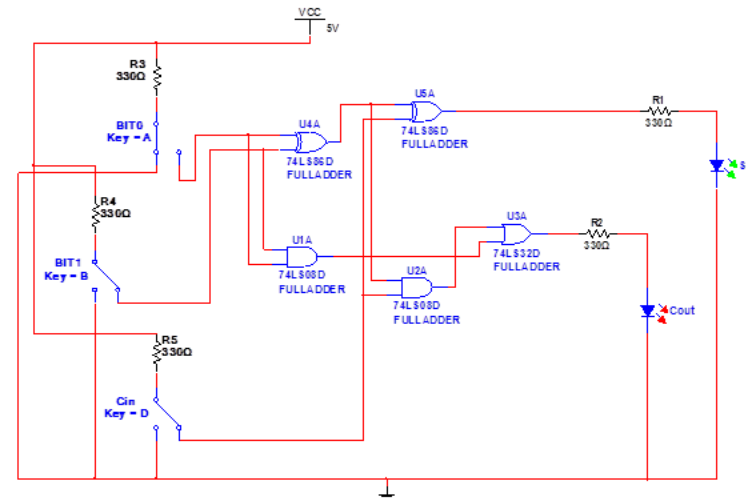 VCC
5V
R3
330Ω
BIT0
Key = A
U4A
74LS86D
FULLADDER
U5A
74LS86D
FULLADDER
R1
330Ω
S
R4
330Ω
BIT1
Key = B
U1A
74LS08D
FULLADDER
U2A
74LS08D
FULLADDER
U3A
74LS32D
FULLADDER
R2
330Ω
Cout
R5
330Ω
Cin
Key = D